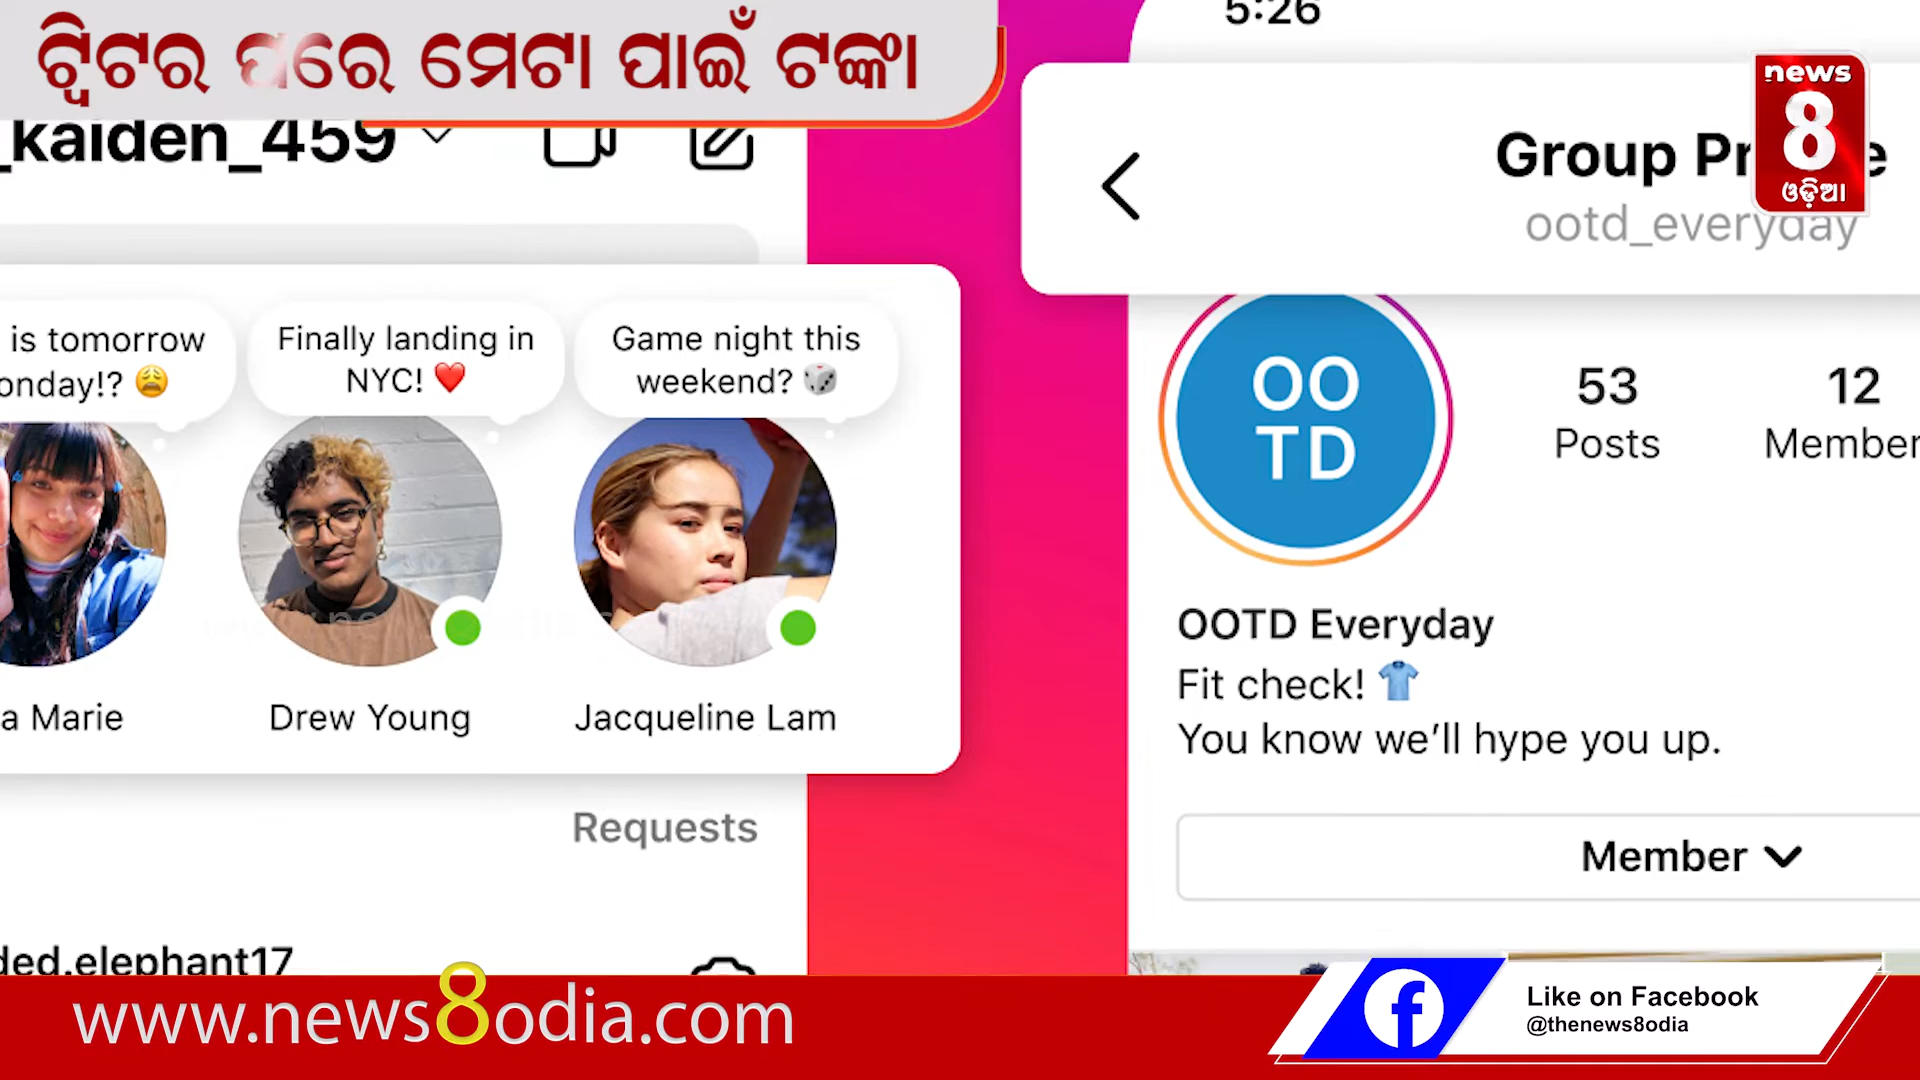 ଟ୍ୱିଟର ପରେ ମେଟା ପାଇଁ ଟଙ୍କା
_kaiden_459
is tomorrow
onday!? 😩
Finally landing in
NYC! ❤️
Game night this
weekend? 🎲
a Marie
Drew Young
Jacqueline Lam
Requests
ded.elephant17
5:26
Group Pr e
ootd_everyday
news
8
ଓଡ଼ିଆ
OO
TD
53
Posts
12
Member
OOTD Everyday
Fit check! 👕
You know we’ll hype you up.
Member
www.news8odia.com
Like on Facebook
@thenews8odia